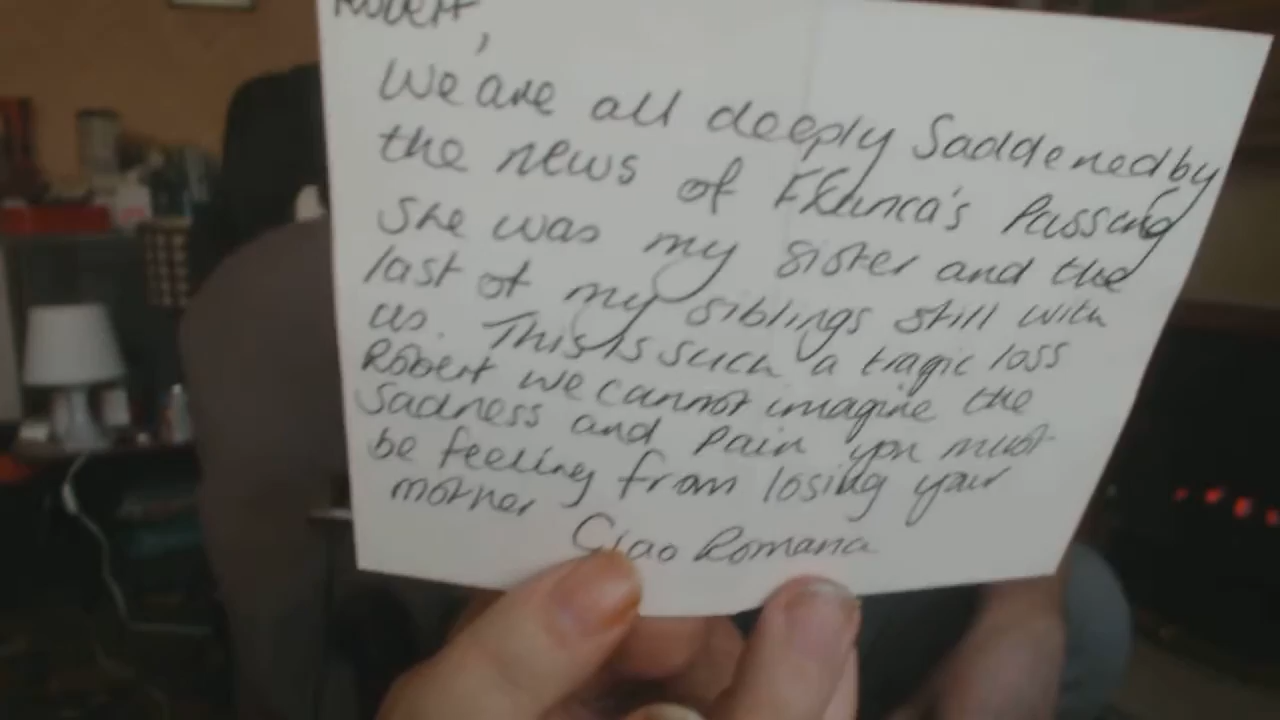 Robert,
We are all deeply Saddened by
the news of Franca's Passing
She was my sister and the
last of my siblings still with
us. This is such a tragic loss
Robert we cannot imagine the
Sadness and Pain you must
be feeling from losing your
mother
Ciao Romana